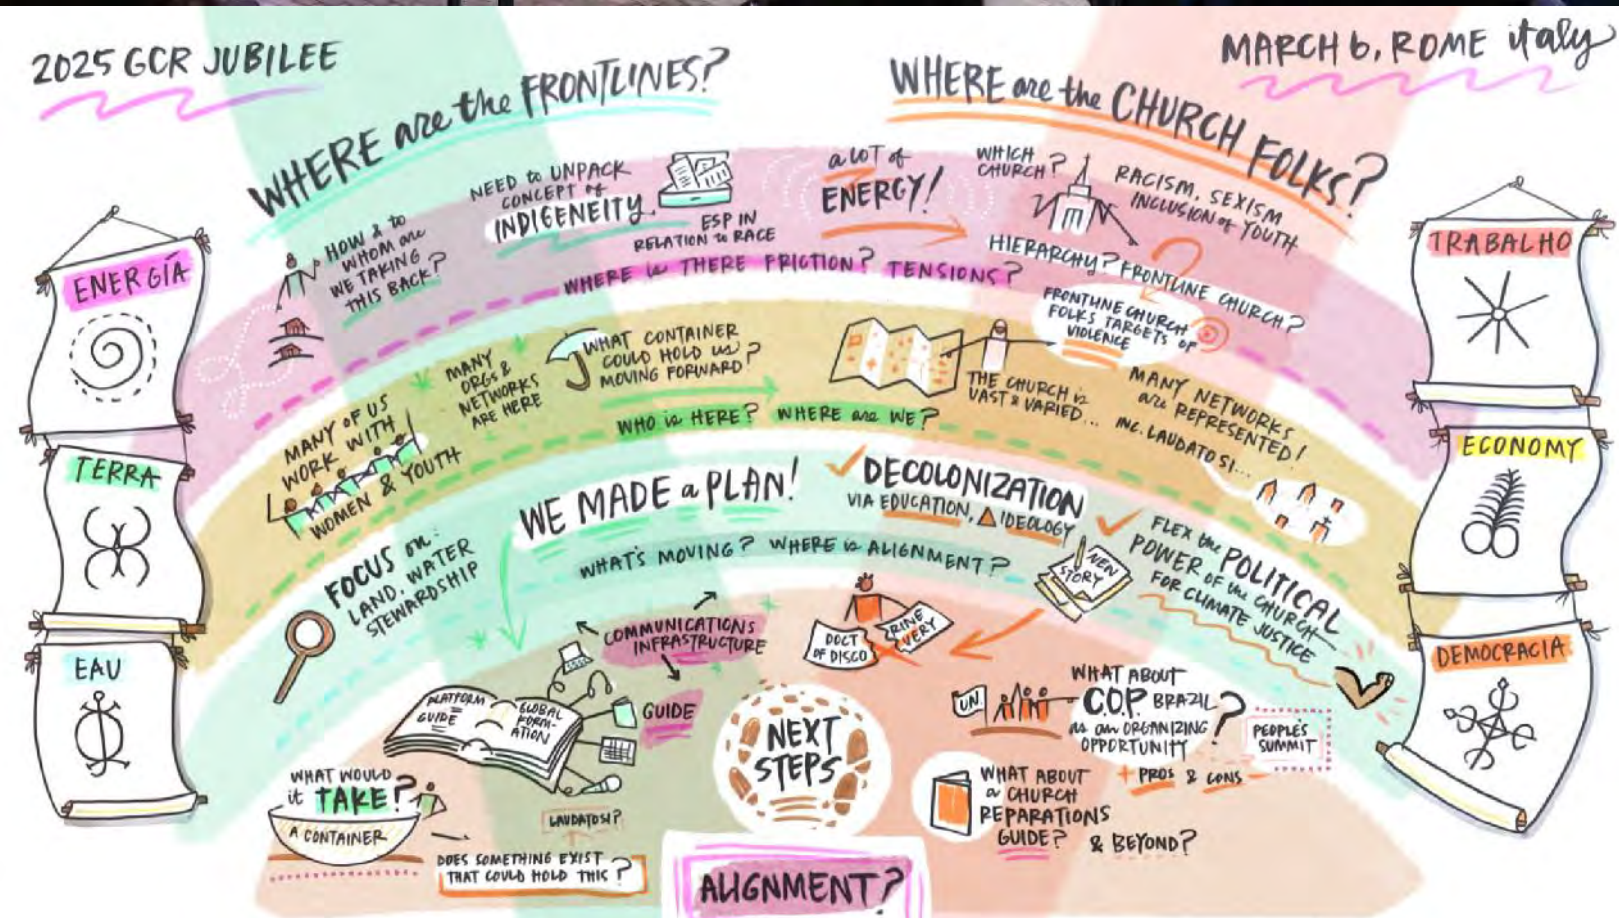 2025 GCR JUBILEE
MARCH 6, ROME italy
WHERE are the FRONTLINES?
WHERE are the CHURCH FOLKS?
HOW & to
WHOM are
WE TAKING
THIS BACK?
NEED to UNPACK
CONCEPT of
INDIGENEITY.
ESP IN
RELATION to RACE
a LOT of
ENERGY!
WHICH
CHURCH?
RACISM, SEXISM
INCLUSION of YOUTH
HIERARCHY? FRONTLINE CHURCH?
WHERE is THERE FRICTION? TENSIONS?
FRONTLINE CHURCH
FOLKS TARGETS OF
VIOLENCE
ENERGÍA
TERRA
EAU
TRABALHO
ECONOMY
DEMOCRACIA
MANY OF US
WORK WITH
WOMEN & YOUTH
MANY
ORGS &
NETWORKS
ARE HERE
WHAT CONTAINER
COULD HOLD US
MOVING FORWARD?
WHO is HERE? WHERE are WE?
THE CHURCH is
VAST & VARIED...
MANY NETWORKS
are REPRESENTED!
INC. LAUDATO SI...
FOCUS on:
LAND, WATER
STEWARDSHIP
WE MADE a PLAN!
DECOLONIZATION
VIA EDUCATION, △ IDEOLOGY
WHAT'S MOVING? WHERE is ALIGNMENT?
NEW
STORY
FLEX the POLITICAL
POWER of the CHURCH
FOR CLIMATE JUSTICE
COMMUNICATIONS
INFRASTRUCTURE
GUIDE
PLATFORM
=
GUIDE
GLOBAL
FORM-
ATION
DOCT
OF DISCO
RINE
VERY
NEXT
STEPS
UN.
WHAT ABOUT
COP BRAZIL
as an ORGANIZING
OPPORTUNITY?
PEOPLE'S
SUMMIT
+ PROS & CONS -
WHAT ABOUT
a CHURCH
REPARATIONS
GUIDE?
& BEYOND?
WHAT WOULD
it TAKE?
A CONTAINER
LAUDATO SI?
DOES SOMETHING EXIST
THAT COULD HOLD THIS?
ALIGNMENT?